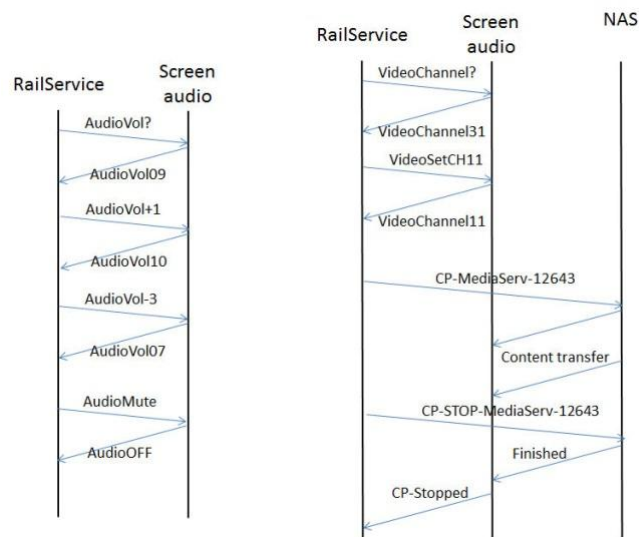 RailService
Screen
audio
AudioVol?
AudioVol09
AudioVol+1
AudioVol10
AudioVol-3
AudioVol07
AudioMute
AudioOFF
RailService
Screen
audio
NAS
VideoChannel?
VideoChannel31
VideoSetCH11
VideoChannel11
CP-MediaServ-12643
Content transfer
CP-STOP-MediaServ-12643
Finished
CP-Stopped